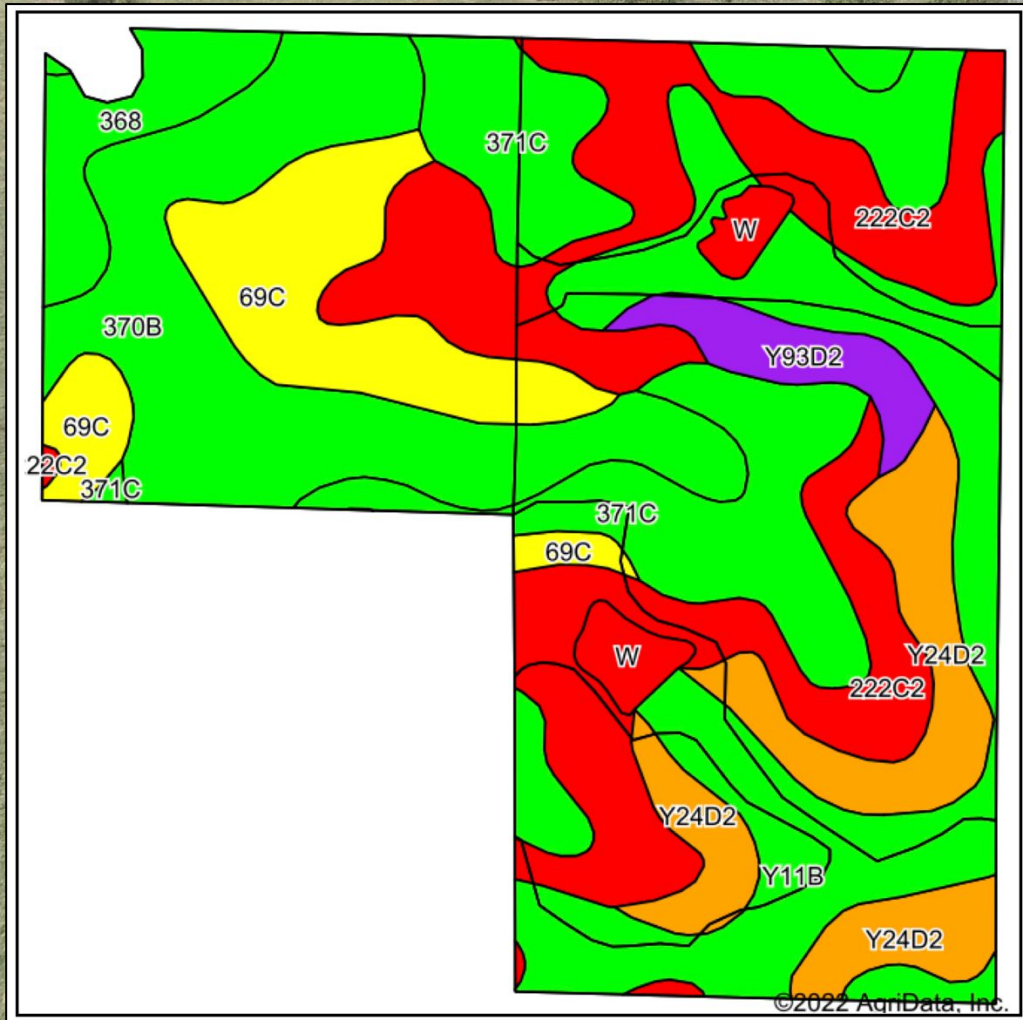 368
371C
222C2
W
69C
370B
Y93D2
69C
22C2
371C
371C
69C
Y24D2
W
222C2
Y24D2
Y11B
Y24D2
©2022 AgriData, Inc.